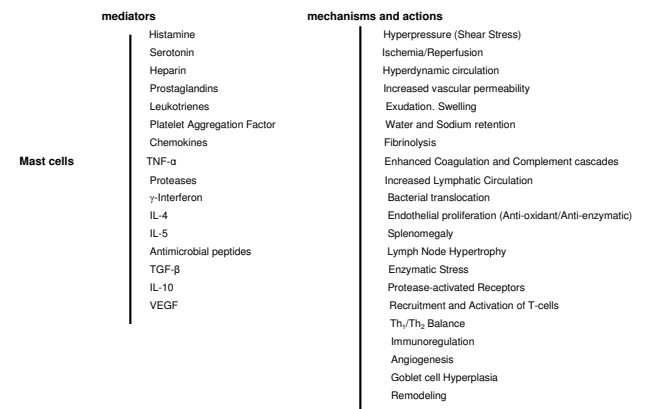 mediators
Histamine
Serotonin
Heparin
Prostaglandins
Leukotrienes
Platelet Aggregation Factor
Chemokines
Mast cells
TNF-α
Proteases
γ-Interferon
IL-4
IL-5
Antimicrobial peptides
TGF-β
IL-10
VEGF
mechanisms and actions
Hyperpressure (Shear Stress)
Ischemia/Reperfusion
Hyperdynamic circulation
Increased vascular permeability
Exudation. Swelling
Water and Sodium retention
Fibrinolysis
Enhanced Coagulation and Complement cascades
Increased Lymphatic Circulation
Bacterial translocation
Endothelial proliferation (Anti-oxidant/Anti-enzymatic)
Splenomegaly
Lymph Node Hypertrophy
Enzymatic Stress
Protease-activated Receptors
Recruitment and Activation of T-cells
Th₁/Th₂ Balance
Immunoregulation
Angiogenesis
Goblet cell Hyperplasia
Remodeling